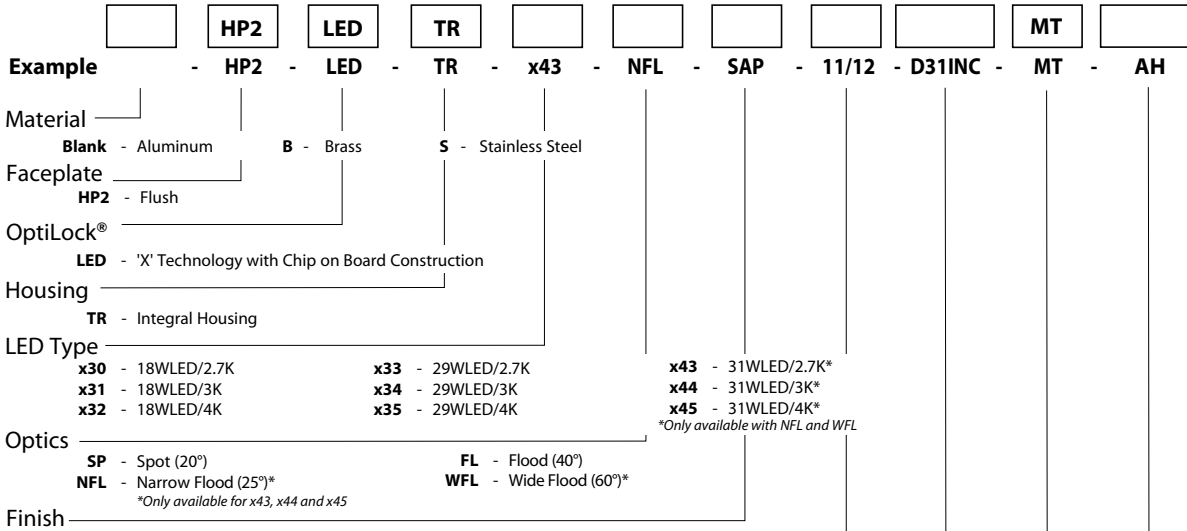 HP2 LED TR MT
Example - HP2 - LED - TR - x43 - NFL - SAP - 11/12 - D31INC - MT - AH
Material
Blank - Aluminum B - Brass S - Stainless Steel
Faceplate
HP2 - Flush
OptiLock®
LED - 'X' Technology with Chip on Board Construction
Housing
TR - Integral Housing
LED Type
x30 - 18WLED/2.7K x33 - 29WLED/2.7K x43 - 31WLED/2.7K*
x31 - 18WLED/3K x34 - 29WLED/3K x44 - 31WLED/3K*
x32 - 18WLED/4K x35 - 29WLED/4K x45 - 31WLED/4K*
*Only available with NFL and WFL
Optics
SP - Spot (20°) FL - Flood (40°)
NFL - Narrow Flood (25°)* WFL - Wide Flood (60°)*
*Only available for x43, x44 and x45
Finish